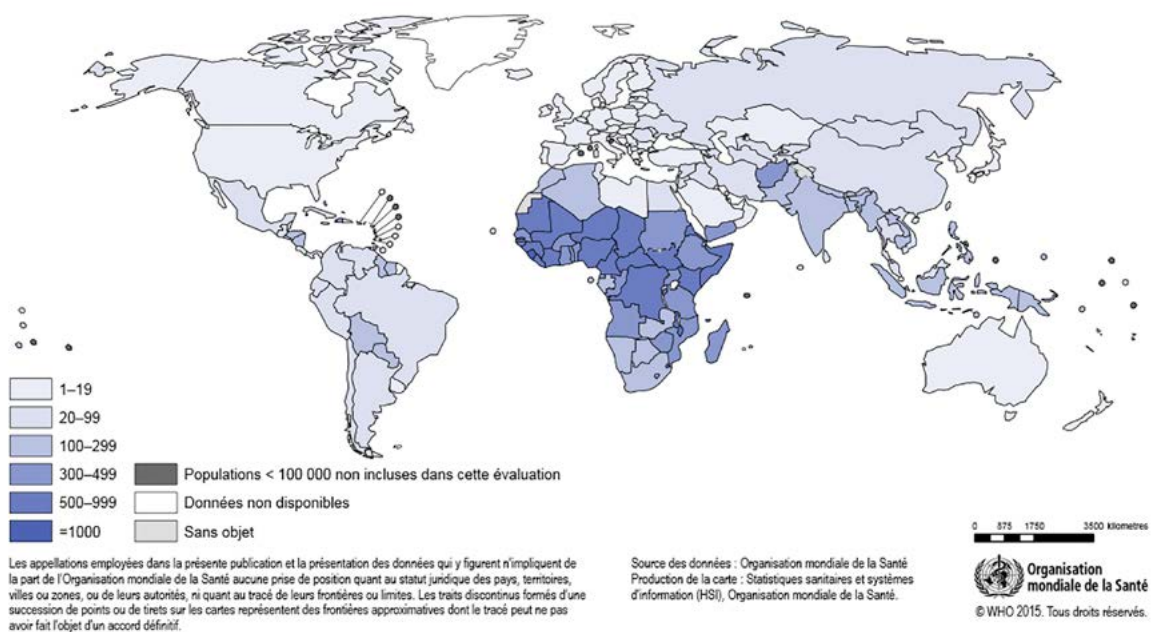 1–19
20–99
100–299
300–499
500–999
=1000
Populations < 100 000 non incluses dans cette évaluation
Données non disponibles
Sans objet
Les appellations employées dans la présente publication et la présentation des données qui y figurent n'impliquent de
la part de l'Organisation mondiale de la Santé aucune prise de position quant au statut juridique des pays, territoires,
villes ou zones, ou de leurs autorités, ni quant au tracé de leurs frontières ou limites. Les traits discontinus formés d'une
succession de points ou de tirets sur les cartes représentent des frontières approximatives dont le tracé peut ne pas
avoir fait l'objet d'un accord définitif.
Source des données : Organisation mondiale de la Santé
Production de la carte : Statistiques sanitaires et systèmes
d'information (HSI), Organisation mondiale de la Santé.
0 875 1750 3500 kilometres
Organisation
mondiale de la Santé
© WHO 2015. Tous droits réservés.